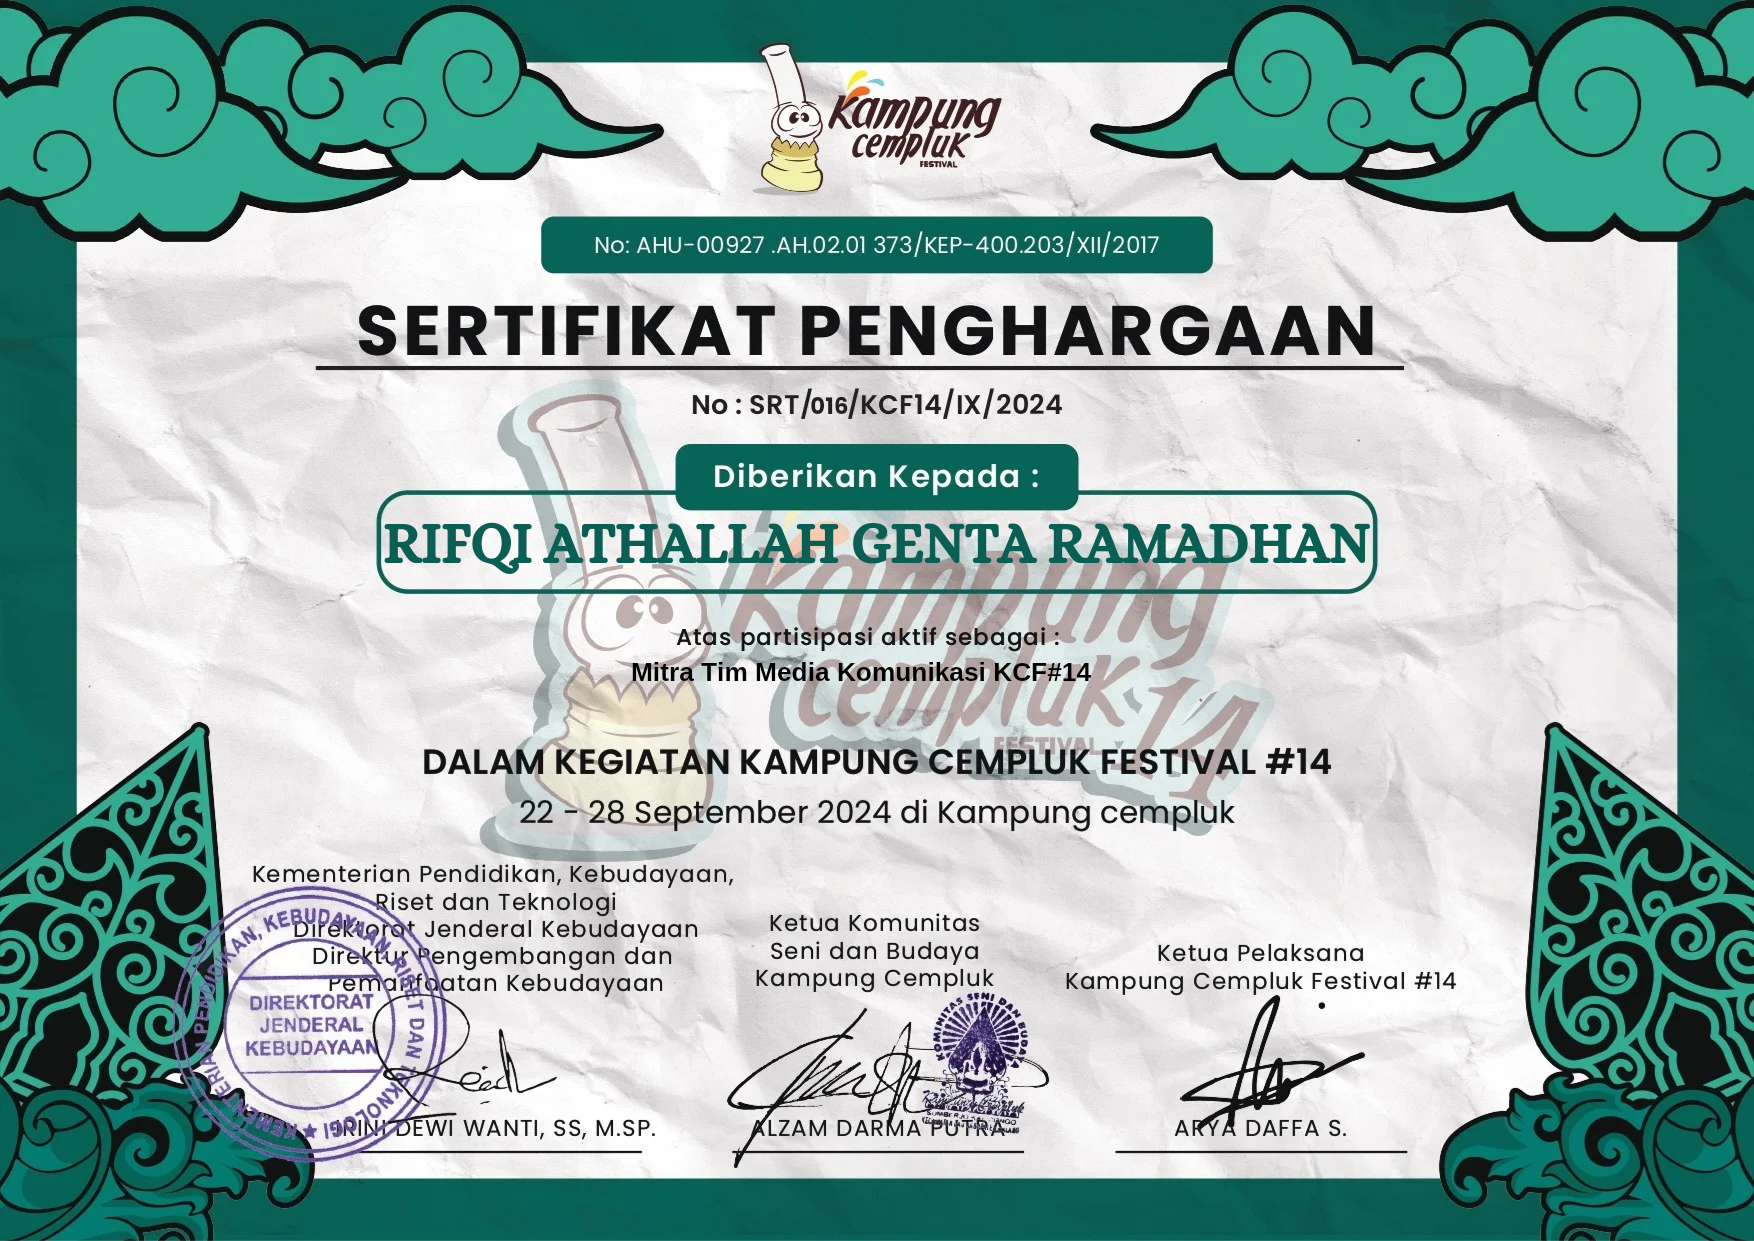 Kampung
cempluk
FESTIVAL
No: AHU-00927 .AH.02.01 373/KEP-400.203/XII/2017
SERTIFIKAT PENGHARGAAN
No : SRT/016/KCF14/IX/2024
Diberikan Kepada :
RIFQI ATHALLAH GENTA RAMADHAN
Kampung
cempluk 14
FESTIVAL
Atas partisipasi aktif sebagai :
Mitra Tim Media Komunikasi KCF#14
DALAM KEGIATAN KAMPUNG CEMPLUK FESTIVAL #14
22 - 28 September 2024 di Kampung cempluk
Kementerian Pendidikan, Kebudayaan,
Riset dan Teknologi
Direktorat Jenderal Kebudayaan
Direktur Pengembangan dan
Pemanfaatan Kebudayaan
KEMENTERIAN PENDIDIKAN, KEBUDAYAAN, RISET DAN TEKNOLOGI
DIREKTORAT
JENDERAL
KEBUDAYAAN
IRINI DEWI WANTI, SS, M.SP.
Ketua Komunitas
Seni dan Budaya
Kampung Cempluk
KOMUNITAS SENI DAN BUDAYA
ALZAM DARMA PUTRA
Ketua Pelaksana
Kampung Cempluk Festival #14
ARYA DAFFA S.